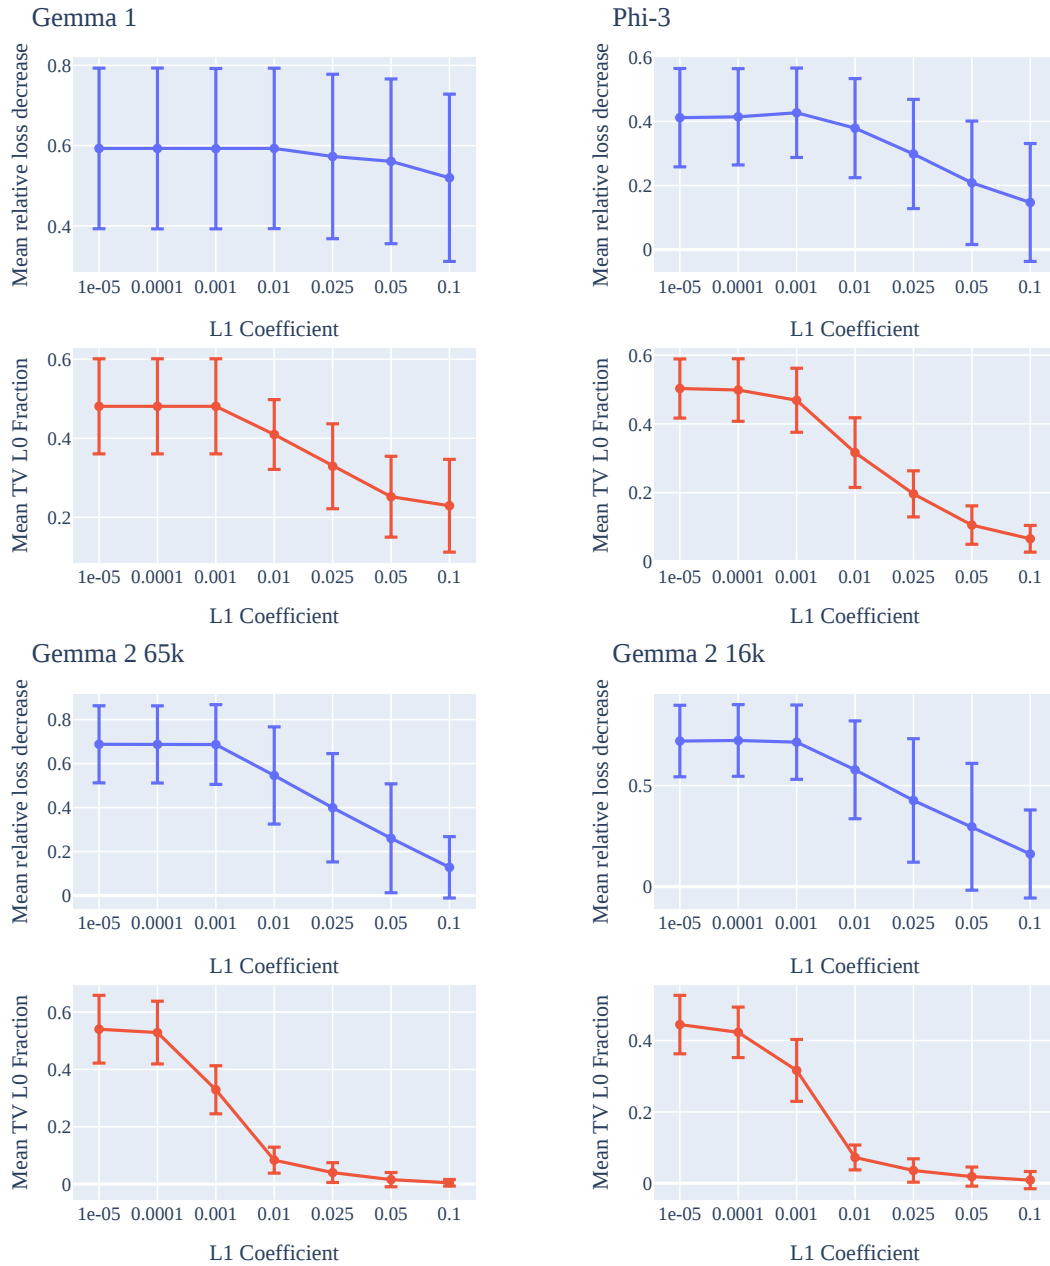 Gemma 1
Mean relative loss decrease
0.8
0.6
0.4
1e-05 0.0001 0.001 0.01 0.025 0.05 0.1
L1 Coefficient
Mean TV L0 Fraction
0.6
0.4
0.2
1e-05 0.0001 0.001 0.01 0.025 0.05 0.1
L1 Coefficient
Phi-3
Mean relative loss decrease
0.6
0.4
0.2
0
1e-05 0.0001 0.001 0.01 0.025 0.05 0.1
L1 Coefficient
Mean TV L0 Fraction
0.6
0.4
0.2
0
1e-05 0.0001 0.001 0.01 0.025 0.05 0.1
L1 Coefficient
Gemma 2 65k
Mean relative loss decrease
0.8
0.6
0.4
0.2
0
1e-05 0.0001 0.001 0.01 0.025 0.05 0.1
L1 Coefficient
Mean TV L0 Fraction
0.6
0.4
0.2
0
1e-05 0.0001 0.001 0.01 0.025 0.05 0.1
L1 Coefficient
Gemma 2 16k
Mean relative loss decrease
0.5
0
1e-05 0.0001 0.001 0.01 0.025 0.05 0.1
L1 Coefficient
Mean TV L0 Fraction
0.4
0.2
0
1e-05 0.0001 0.001 0.01 0.025 0.05 0.1
L1 Coefficient